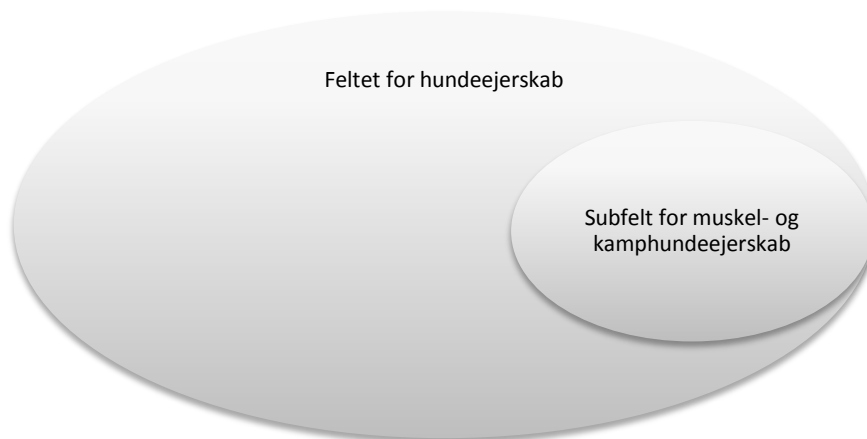 Feltet for hundeejerskab
Subfelt for muskel- og
kamphundeejerskab